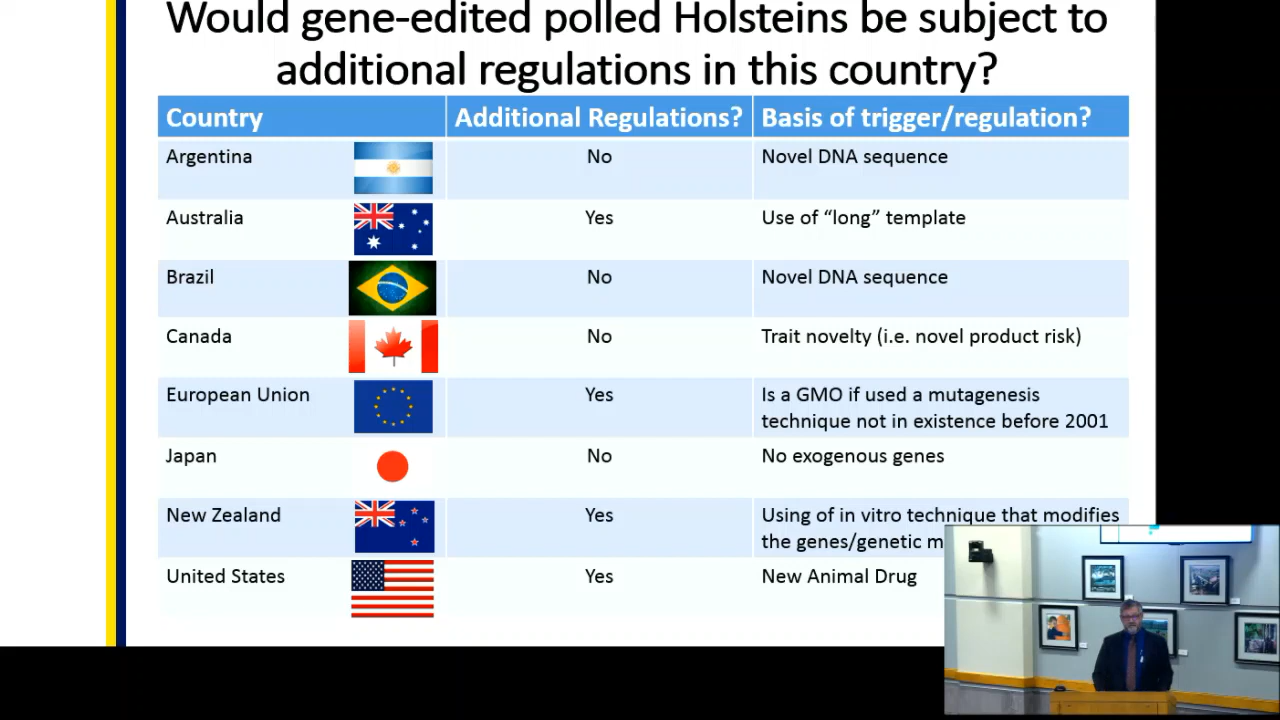 Would gene-edited polled Holsteins be subject to
additional regulations in this country?
Country Additional Regulations? Basis of trigger/regulation?
Argentina No Novel DNA sequence
Australia Yes Use of “long” template
Brazil No Novel DNA sequence
Canada No Trait novelty (i.e. novel product risk)
European Union Yes Is a GMO if used a mutagenesis
technique not in existence before 2001
Japan No No exogenous genes
New Zealand Yes Using of in vitro technique that modifies
the genes/genetic
United States Yes New Animal Drug